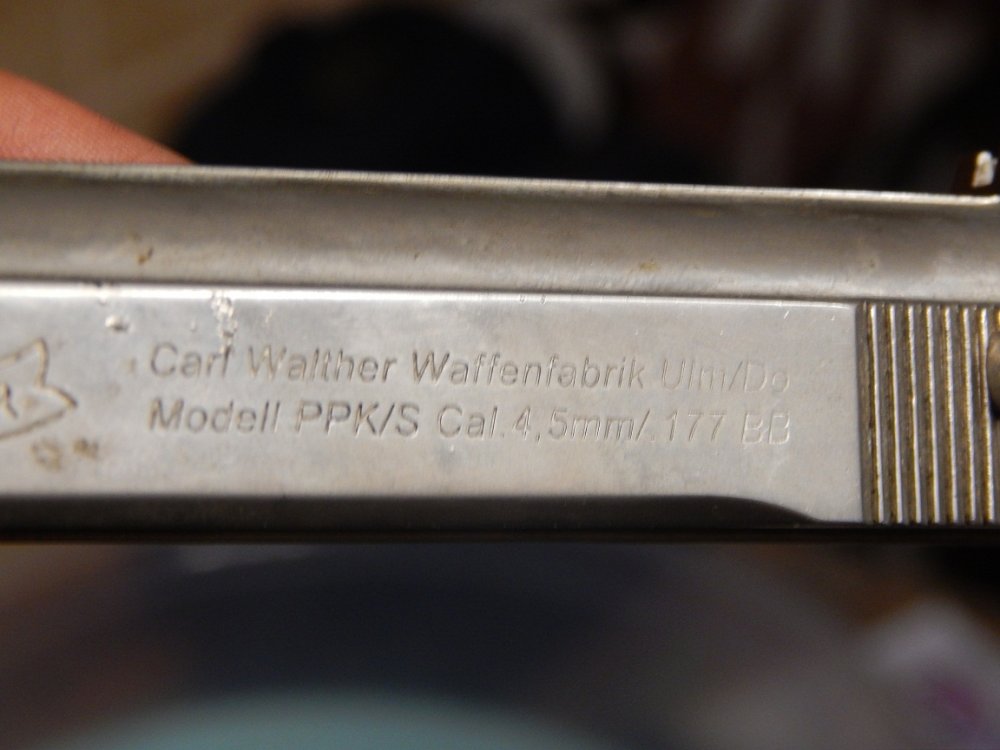 Carl Walther Waffenfabrik Ulm/Do
Modell PPK/S Cal.4,5mm/.177 BB